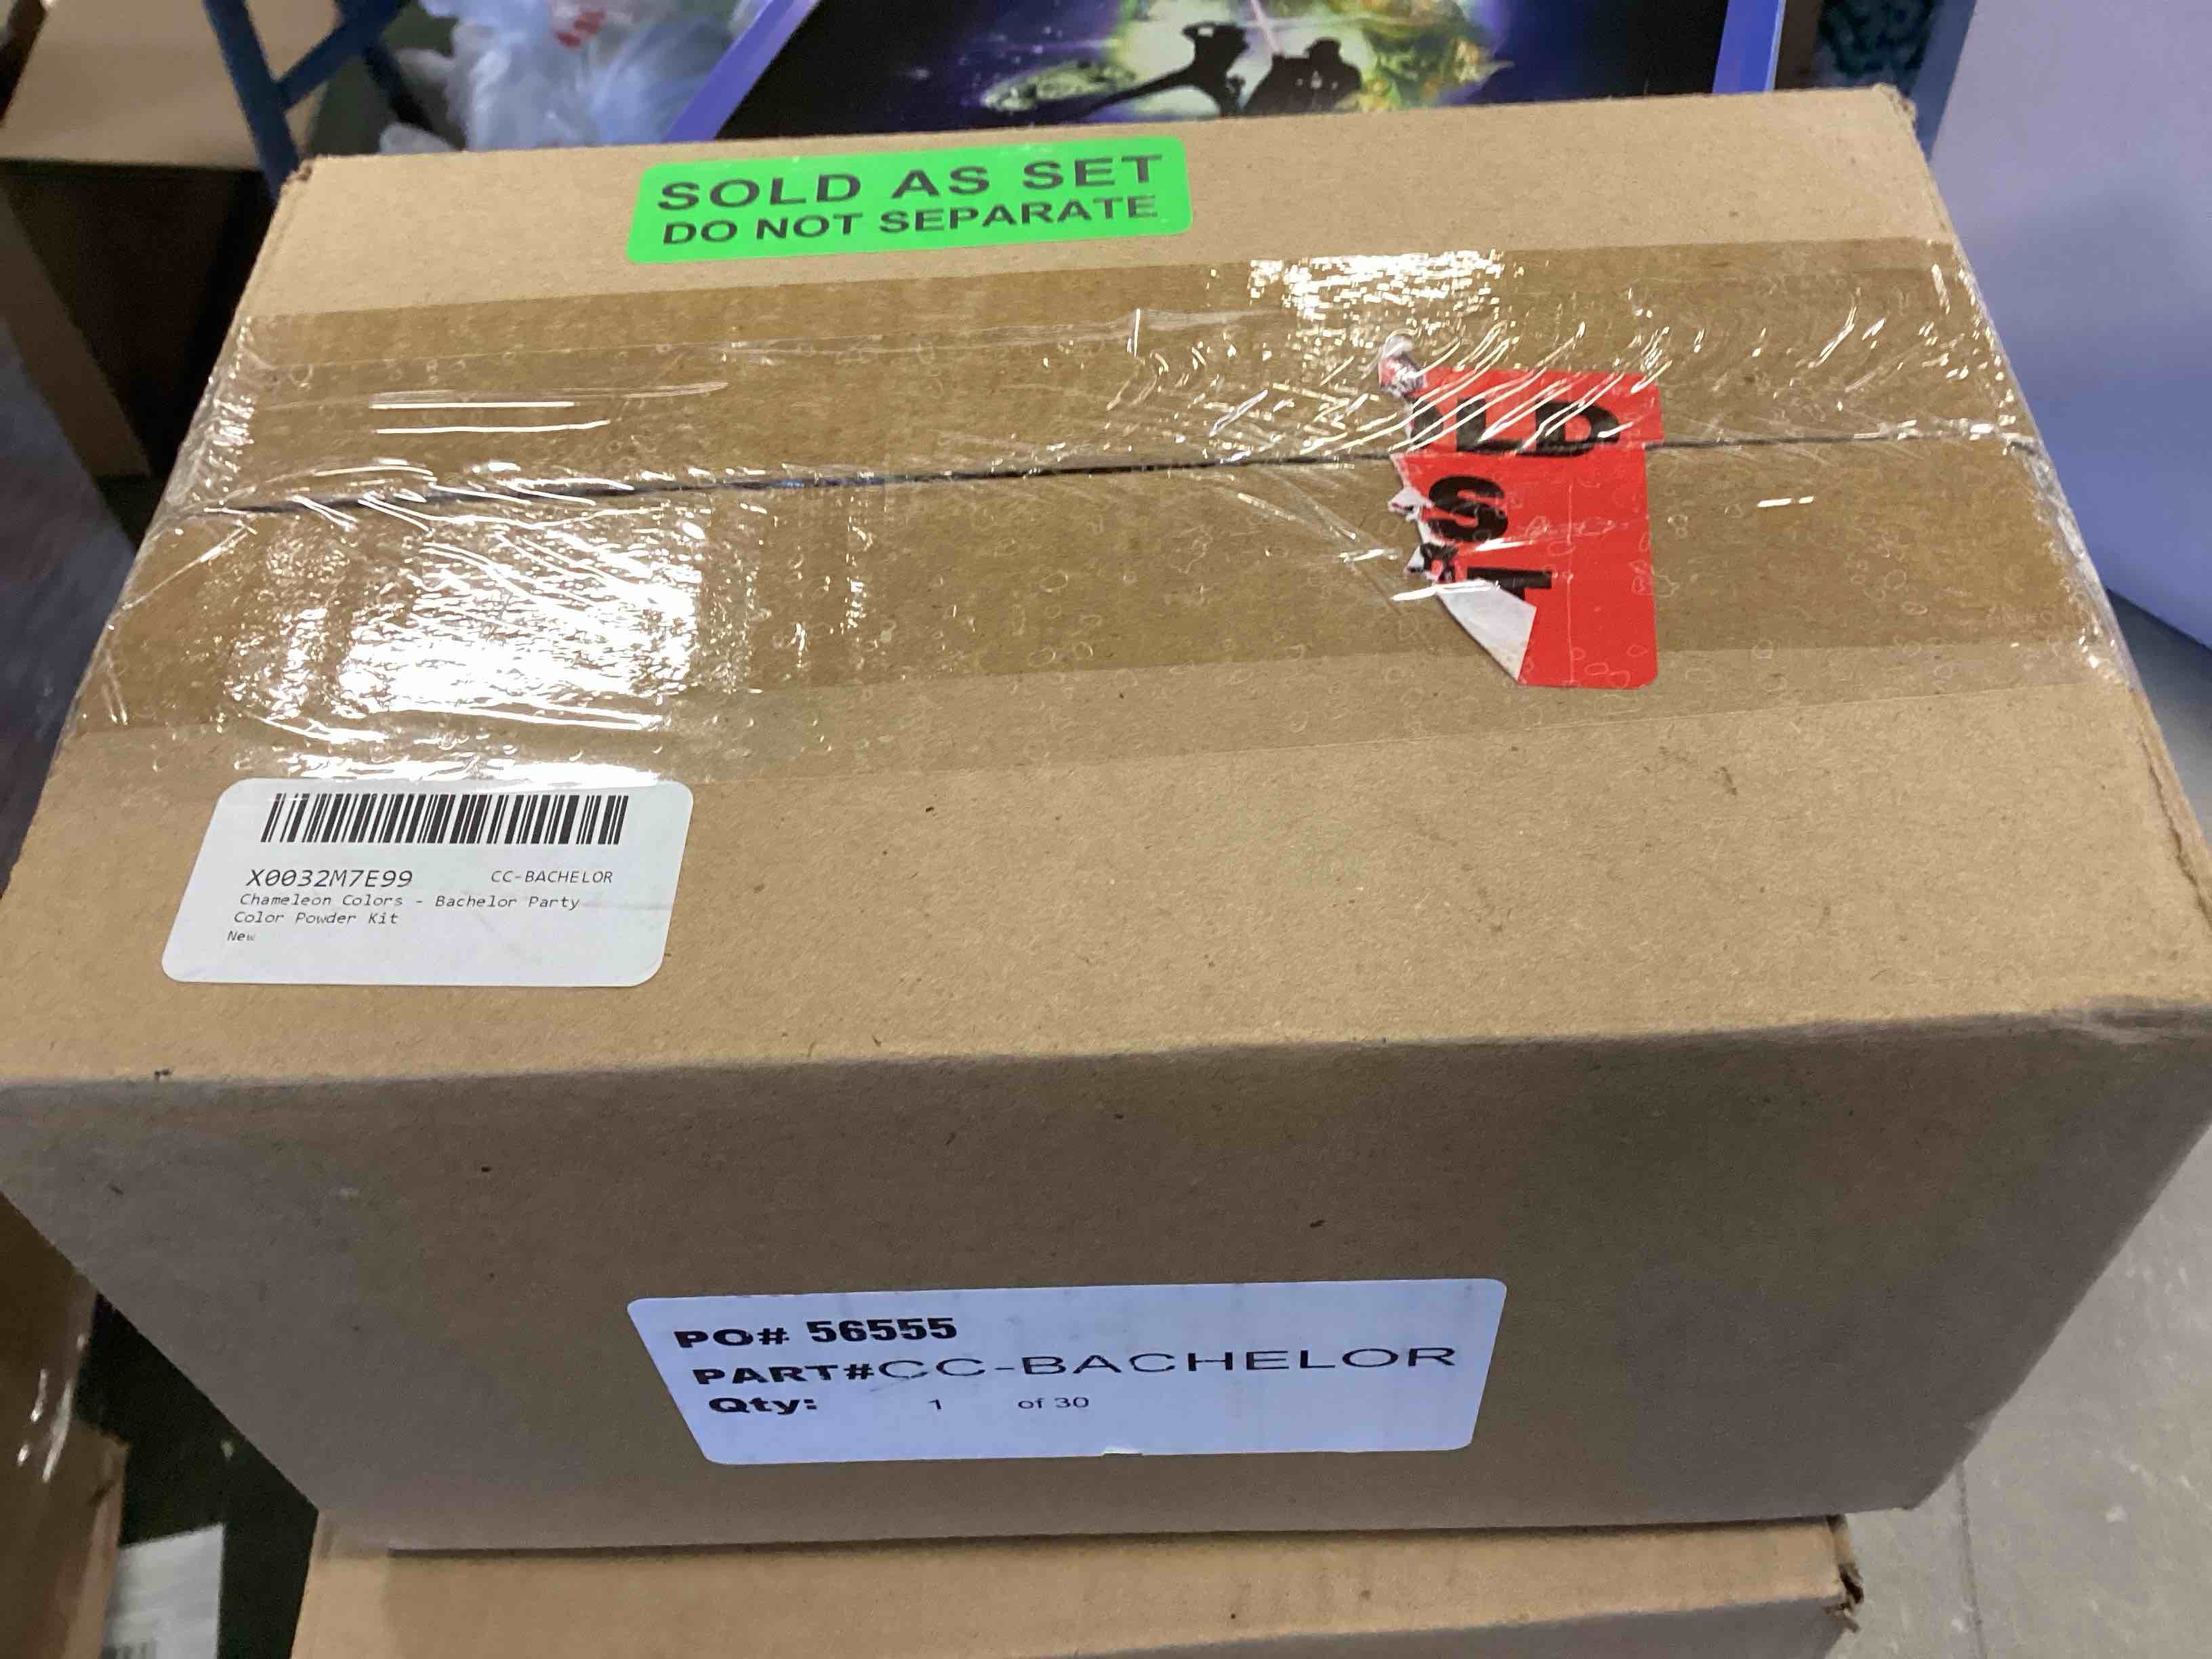 SOLD AS SET
DO NOT SEPARATE
OLD
S
X0032M7E99 CC-BACHELOR
Chameleon Colors - Bachelor Party
Color Powder Kit
New
PO# 56555
PART#CC-BACHELOR
Qty: 1 of 30